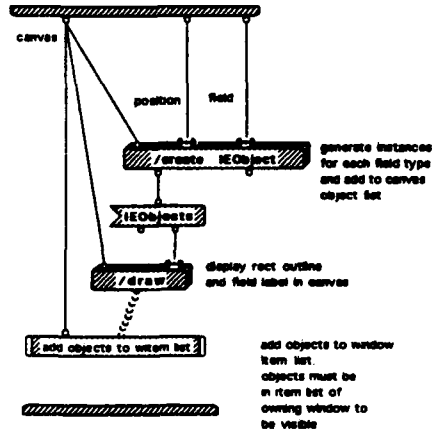 canvas
position field
/create IEObject
generate instances
for each field type
and add to canvas
object list
IEObjects
/draw
display rect outline
and field label in canvas
add objects to witem list
add objects to window
item list.
objects must be
in item list of
owning window to
be visible